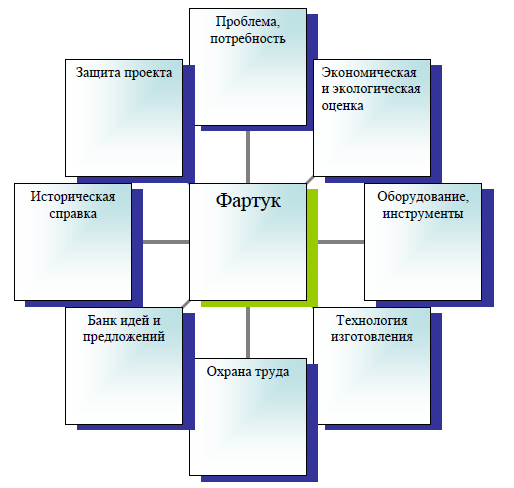 Проблема,
потребность
Защита проекта
Экономическая
и экологическая
оценка
Историческая
справка
Фартук
Оборудование,
инструменты
Банк идей и
предложений
Технология
изготовления
Охрана труда